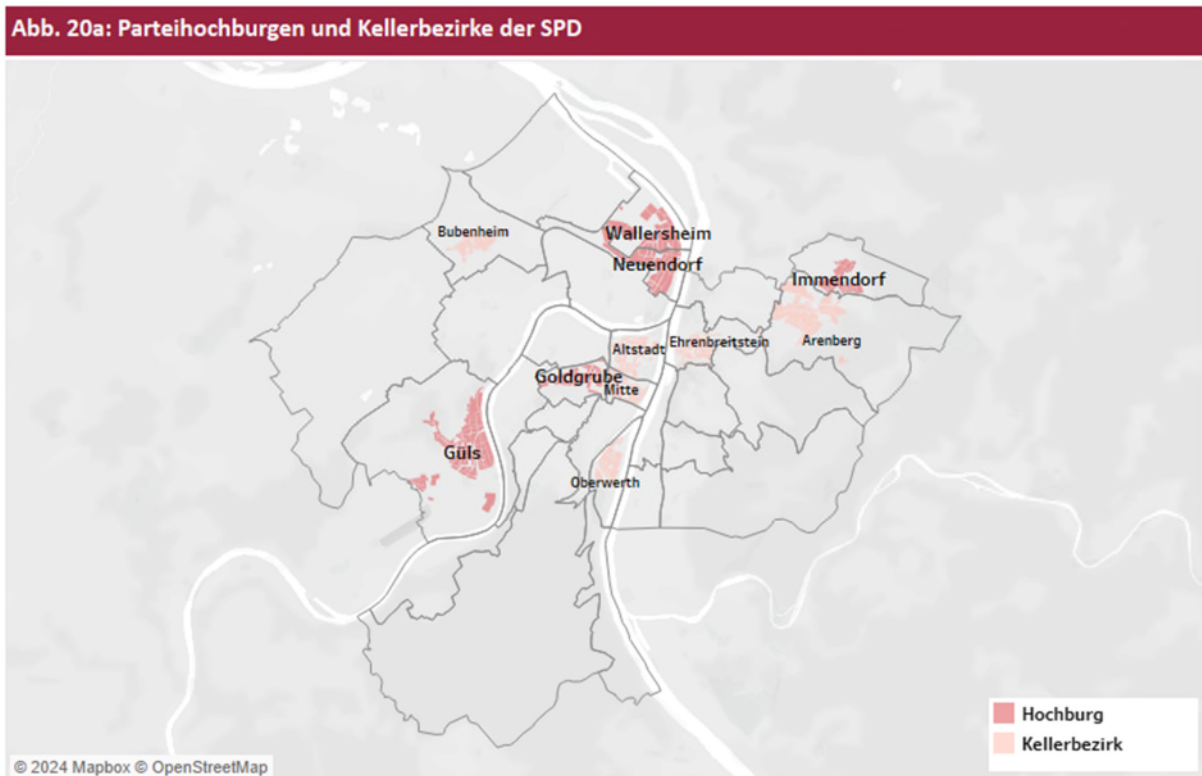 Abb. 20a: Parteihochburgen und Kellerbezirke der SPD
Bubenheim
Wallersheim
Neuendorf
Immendorf
Arenberg
Ehrenbreitstein
Altstadt
Goldgrube
Mitte
Güls
Oberwerth
Hochburg
Kellerbezirk
© 2024 Mapbox © OpenStreetMap